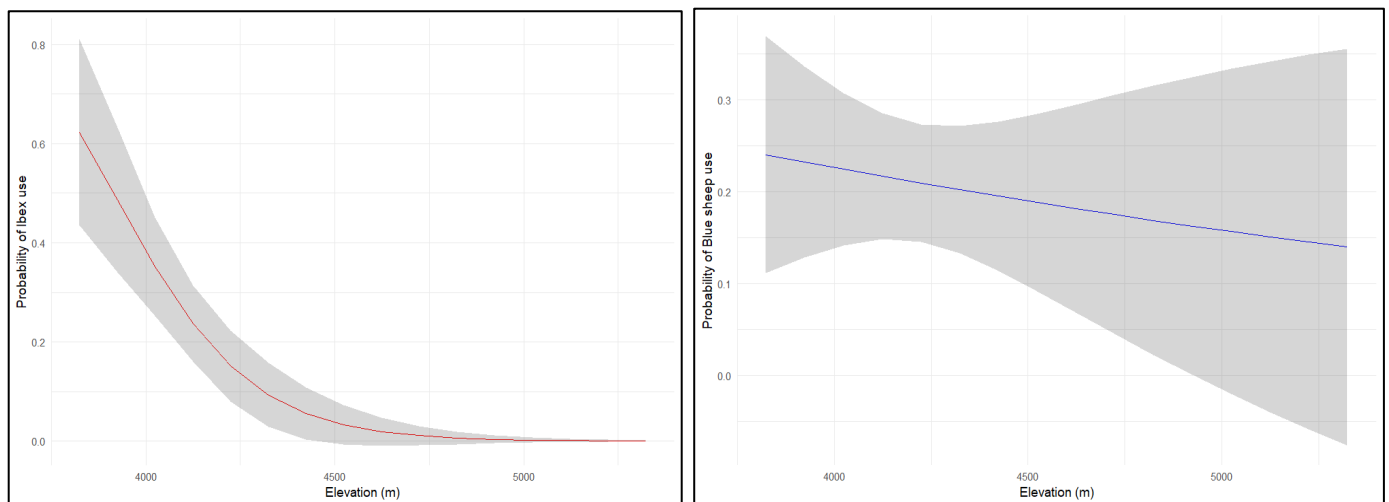 0.8
0.6
0.4
0.2
0.0
Probability of Ibex use
4000 4500 5000
Elevation (m)
0.3
0.2
0.1
0.0
Probability of Blue sheep use
4000 4500 5000
Elevation (m)